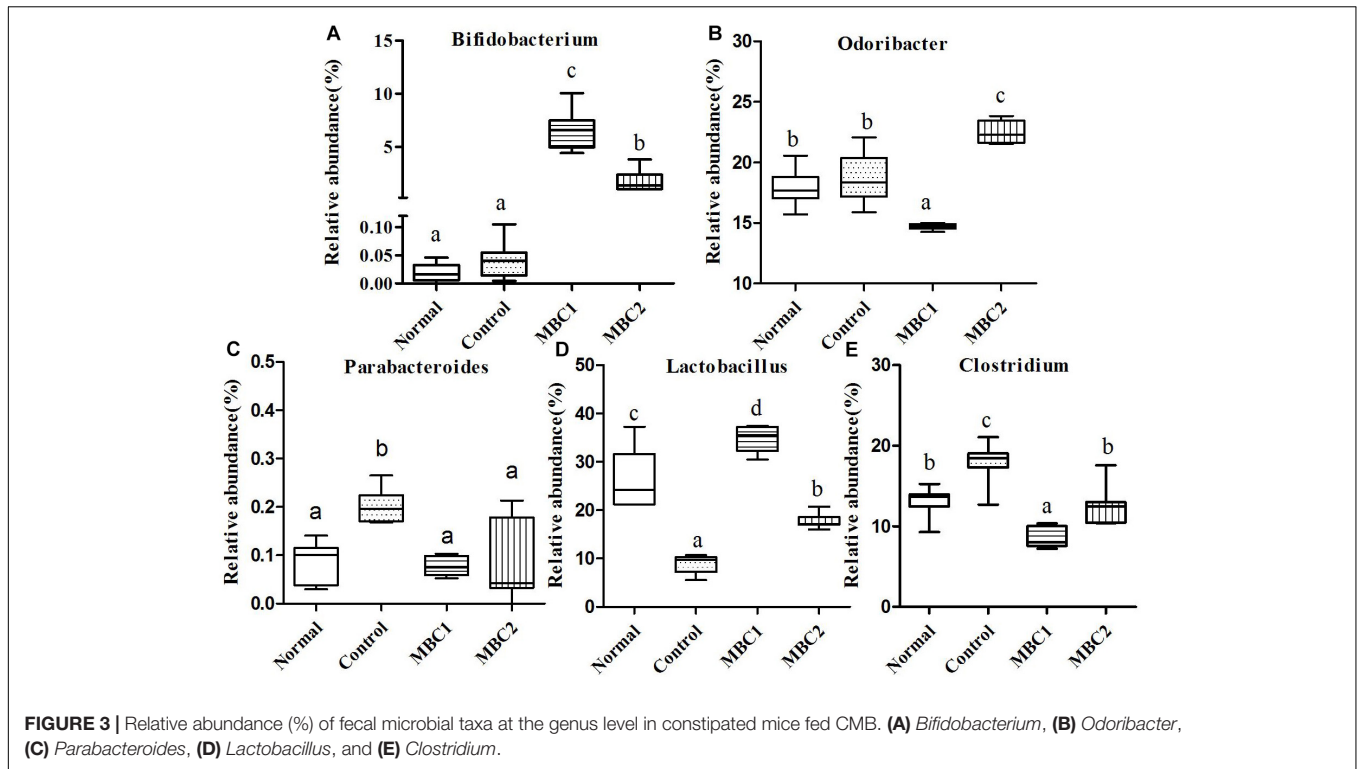 A
Bifidobacterium
Relative abundance(%)
15
10
5
0.10
0.05
0.00
a
a
c
b
Normal
Control
MBC1
MBC2
B
Odoribacter
Relative abundance(%)
30
25
20
15
10
b
b
a
c
Normal
Control
MBC1
MBC2
C
Parabacteroides
Relative abundance(%)
0.5
0.4
0.3
0.2
0.1
0.0
a
b
a
a
Normal
Control
MBC1
MBC2
D
Lactobacillus
Relative abundance(%)
50
40
30
20
10
0
c
a
d
b
Normal
Control
MBC1
MBC2
E
Clostridium
Relative abundance(%)
30
20
10
0
b
c
a
b
Normal
Control
MBC1
MBC2
FIGURE 3 | Relative abundance (%) of fecal microbial taxa at the genus level in constipated mice fed CMB. (A) Bifidobacterium, (B) Odoribacter,
(C) Parabacteroides, (D) Lactobacillus, and (E) Clostridium.